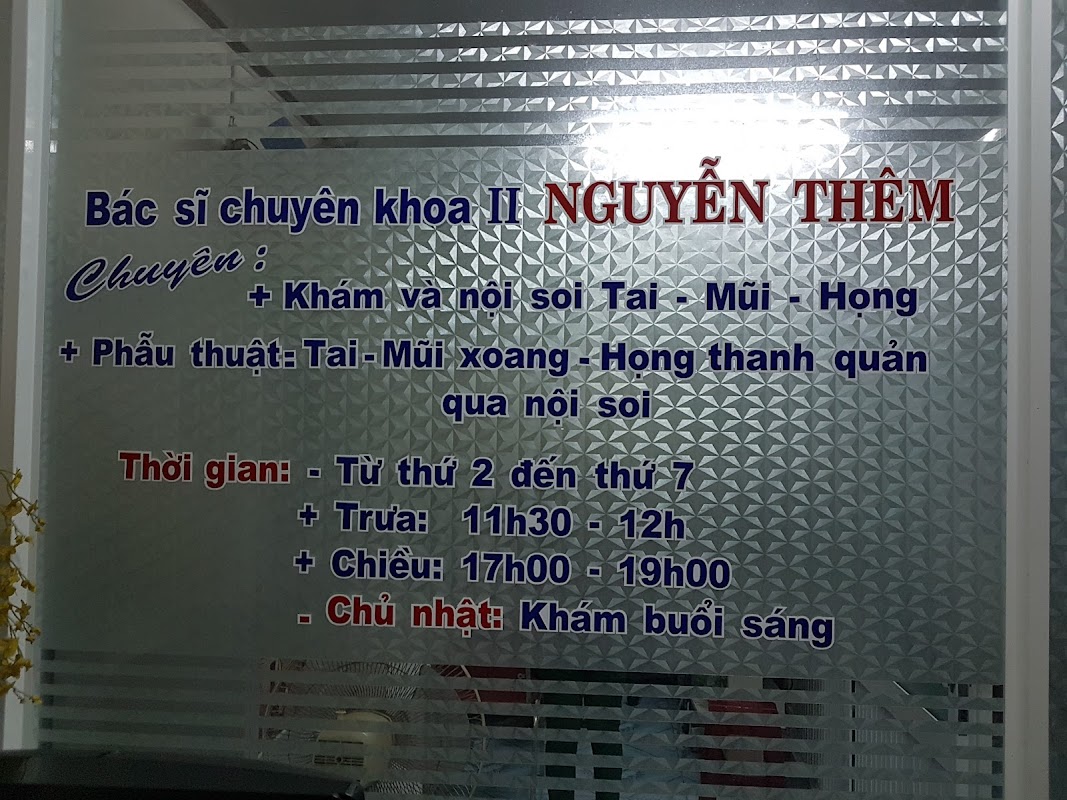 Bác sĩ chuyên khoa II NGUYỄN THÊM
Chuyên :
+ Khám và nội soi Tai - Mũi - Họng
+ Phẫu thuật: Tai - Mũi xoang - Họng thanh quản
qua nội soi
Thời gian: - Từ thứ 2 đến thứ 7
+ Trưa: 11h30 - 12h
+ Chiều: 17h00 - 19h00
- Chủ nhật: Khám buổi sáng